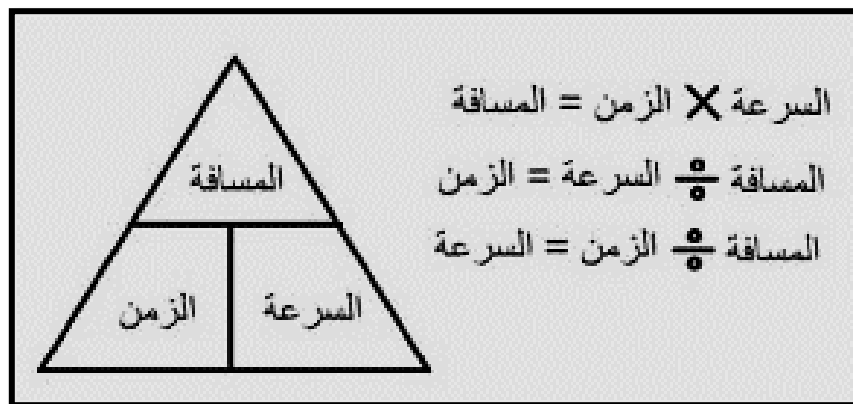 السرعة × الزمن = المسافة
المسافة ÷ السرعة = الزمن
المسافة ÷ الزمن = السرعة
المسافة
السرعة
الزمن